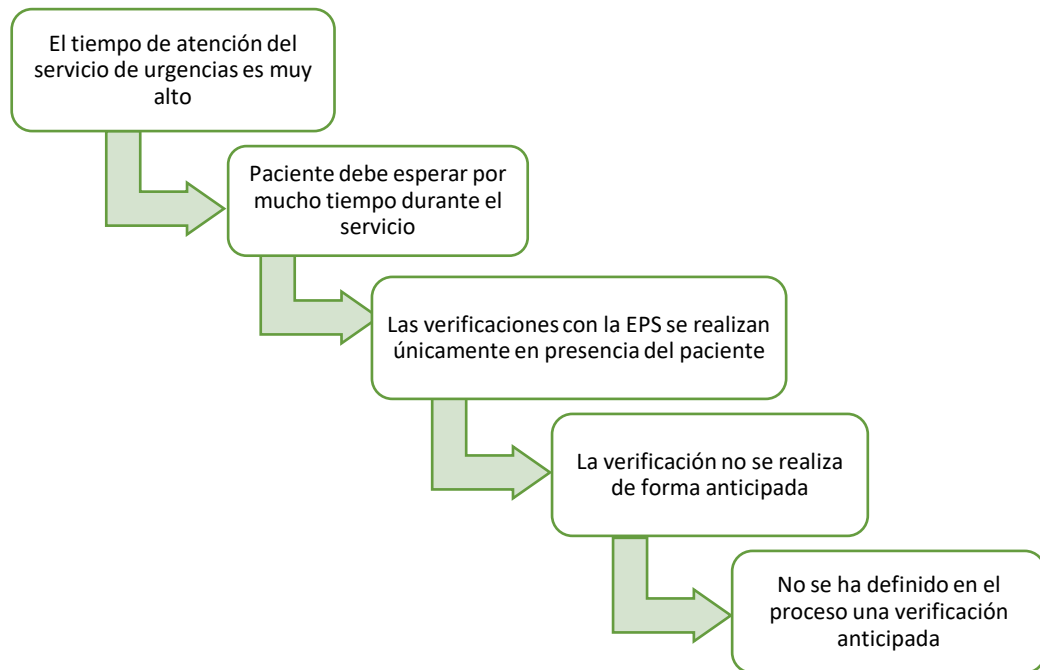 El tiempo de atención del
servicio de urgencias es muy
alto
Paciente debe esperar por
mucho tiempo durante el
servicio
Las verificaciones con la EPS se realizan
únicamente en presencia del paciente
La verificación no se realiza
de forma anticipada
No se ha definido en el
proceso una verificación
anticipada